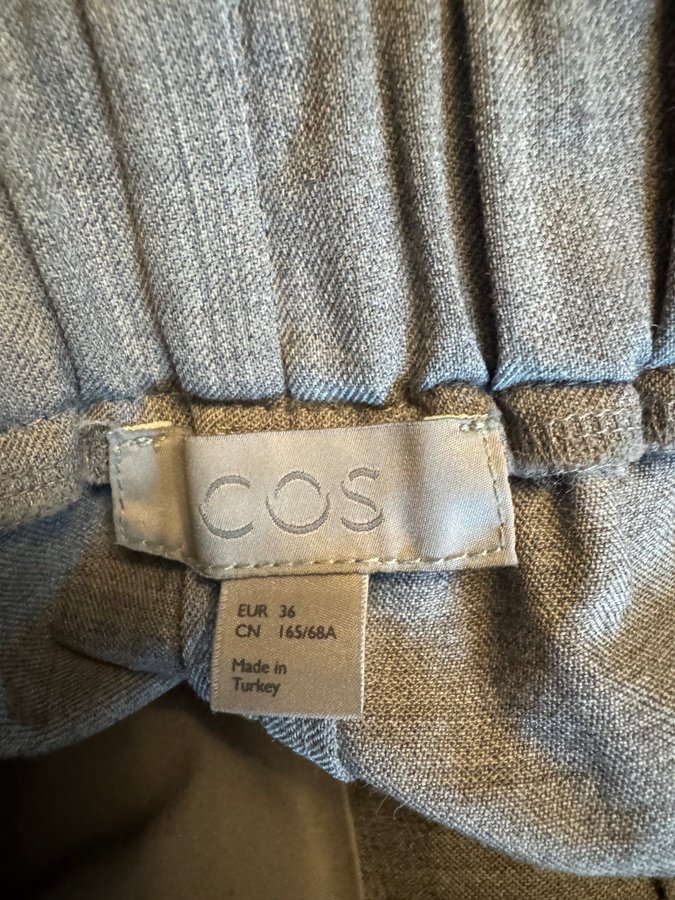 COS
EUR 36
CN 165/68A
Made in
Turkey